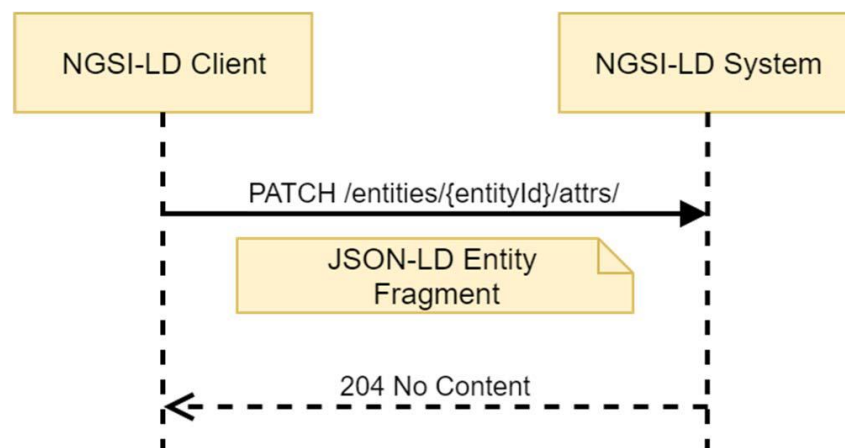 NGSI-LD Client
NGSI-LD System
PATCH /entities/{entityId}/attrs/
JSON-LD Entity
Fragment
204 No Content